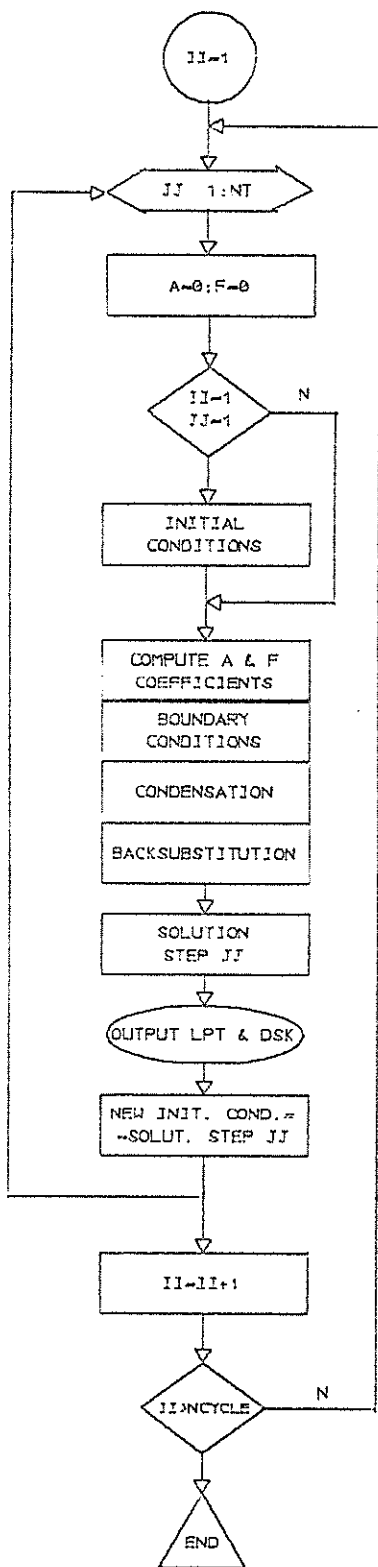 II=1
JJ 1:NT
A=0:F=0
II=1
JJ=1
N
INITIAL
CONDITIONS
COMPUTE A & F
COEFFICIENTS
BOUNDARY
CONDITIONS
CONDENSATION
BACKSUBSTITUTION
SOLUTION
STEP JJ
OUTPUT LPT & DSK
NEW INIT. COND.=
=SOLUT. STEP JJ
II=II+1
II>NCYCLE
N
END